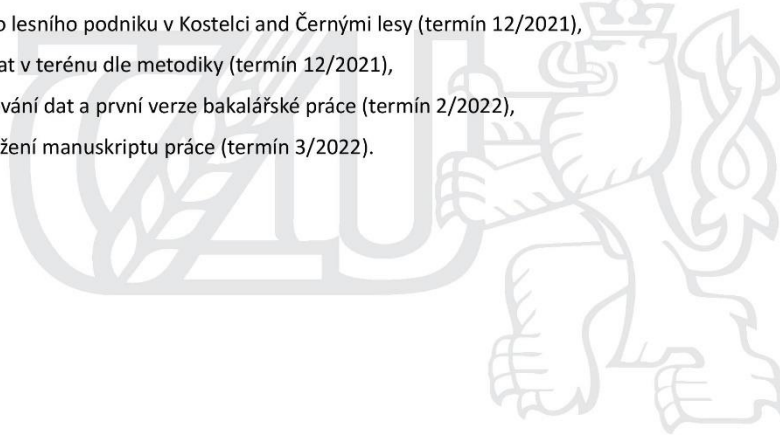 o lesního podniku v Kostelci and Černými lesy (termín 12/2021),
at v terénu dle metodiky (termín 12/2021),
vání dat a první verze bakalářské práce (termín 2/2022),
žení manuskriptu práce (termín 3/2022).
ČZU